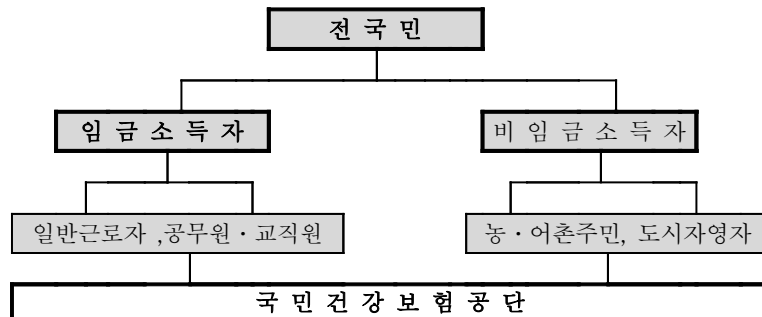 전 국 민
임 금 소 득 자
비 임 금 소 득 자
일반근로자 ,공무원·교직원
농·어촌주민, 도시자영자
국 민 건 강 보 험 공 단